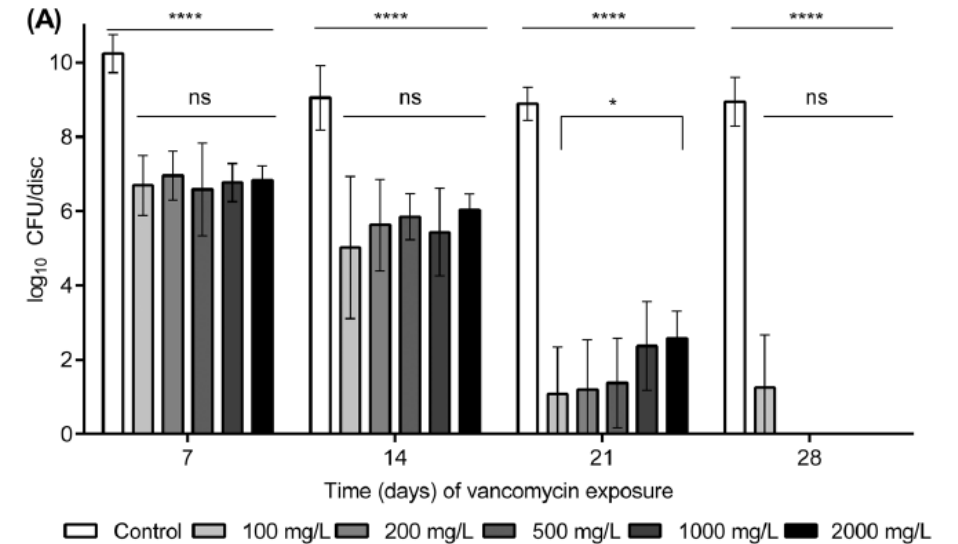 (A)
**** **** **** ****
ns ns * ns
10
8
6
4
2
0
log10 CFU/disc
7 14 21 28
Time (days) of vancomycin exposure
Control 100 mg/L 200 mg/L 500 mg/L 1000 mg/L 2000 mg/L